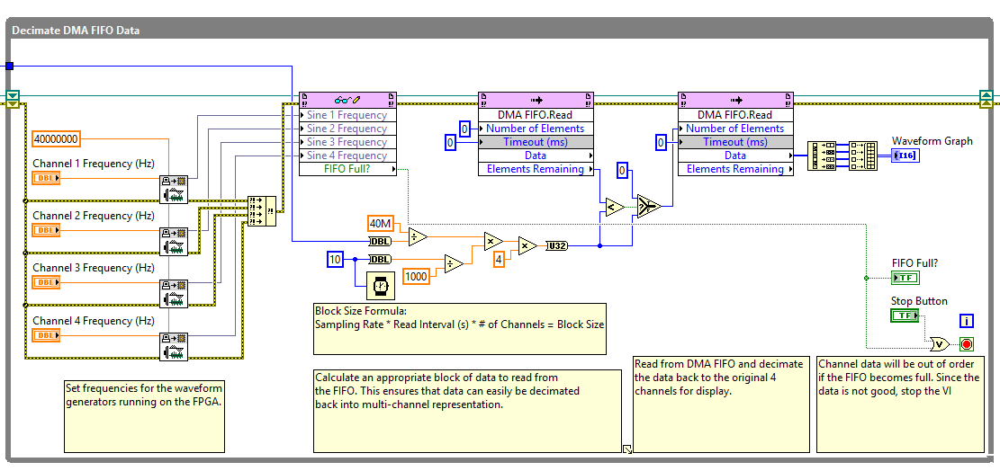 Decimate DMA FIFO Data
40000000
Channel 1 Frequency (Hz)
DBL
Channel 2 Frequency (Hz)
DBL
Channel 3 Frequency (Hz)
DBL
Channel 4 Frequency (Hz)
DBL
Set frequencies for the waveform
generators running on the FPGA.
Sine 1 Frequency
Sine 2 Frequency
Sine 3 Frequency
Sine 4 Frequency
FIFO Full?
DMA FIFO.Read
0
Number of Elements
0
Timeout (ms)
Data
Elements Remaining
DMA FIFO.Read
Number of Elements
0
Timeout (ms)
Data
Elements Remaining
0
40M
DBL
10
DBL
1000
4
U32
Block Size Formula:
Sampling Rate * Read Interval (s) * # of Channels = Block Size
Calculate an appropriate block of data to read from
the FIFO. This ensures that data can easily be decimated
back into multi-channel representation.
Waveform Graph
[I16]
FIFO Full?
TF
Stop Button
TF
i
Read from DMA FIFO and decimate
the data back to the original 4
channels for display.
Channel data will be out of order
if the FIFO becomes full. Since the
data is not good, stop the VI